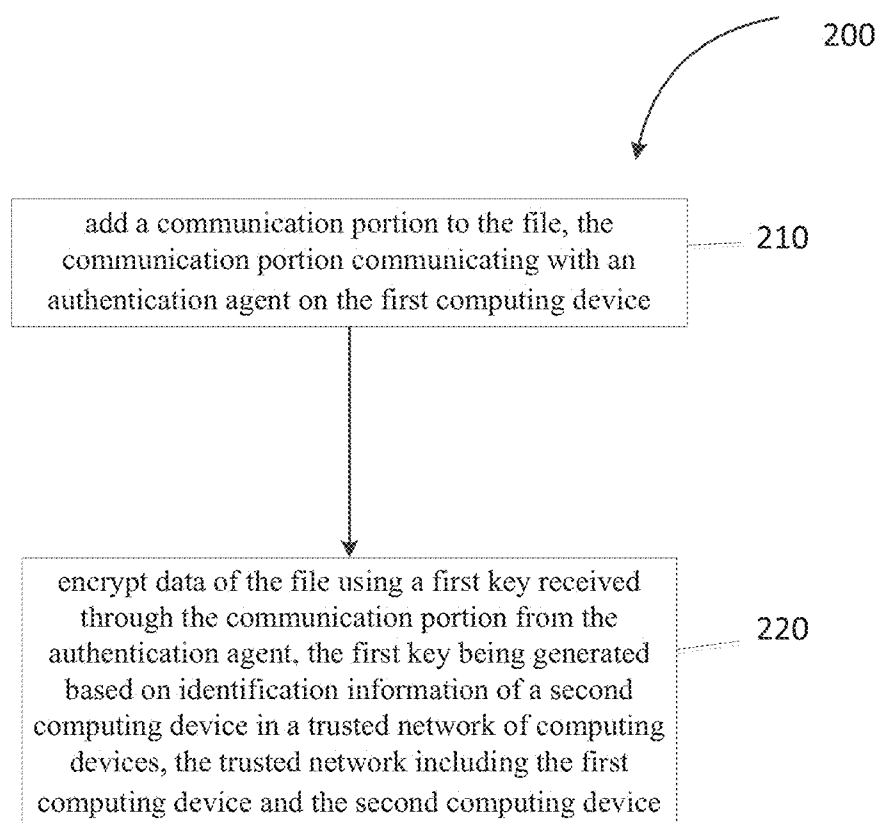 200
add a communication portion to the file, the
communication portion communicating with an
authentication agent on the first computing device
210
encrypt data of the file using a first key received
through the communication portion from the
authentication agent, the first key being generated
based on identification information of a second
computing device in a trusted network of computing
devices, the trusted network including the first
computing device and the second computing device
220